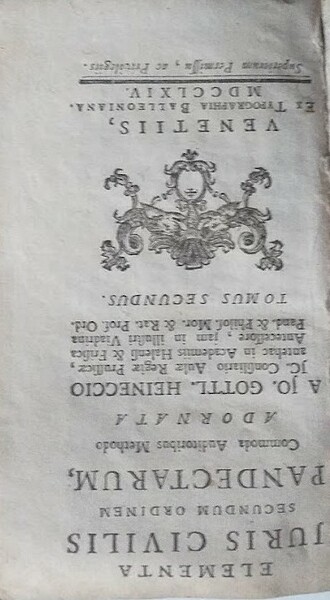 ELEMENTA
JURIS CIVILIS
SECUNDUM ORDINEM
PANDECTARUM,
Commoda Auditoribus Methodo
ADORNATA
A JO. GOTTL. HEINECCIO
JC. Consiliario Aulæ Regiæ Prussicæ,
antehac in Academiis Halensi & Frisica
Antecessore, jam in illustri Viadrina
Pand. & Philos. Mor. & Rat. Prof. Ord.
TOMUS SECUNDUS.
VENETIIS,
Ex Typographia Balleoniana.
MDCCLXIV.
Superiorum Permissu, ac Privilegiis.